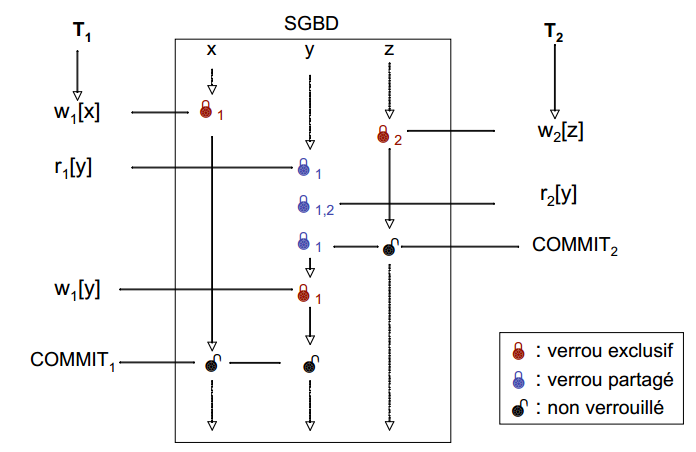 SGBD
T1
T2
x y z
w1[x]
1
w2[z]
2
r1[y]
1
r2[y]
1,2
COMMIT2
1
w1[y]
1
COMMIT1
: verrou exclusif
: verrou partagé
: non verrouillé